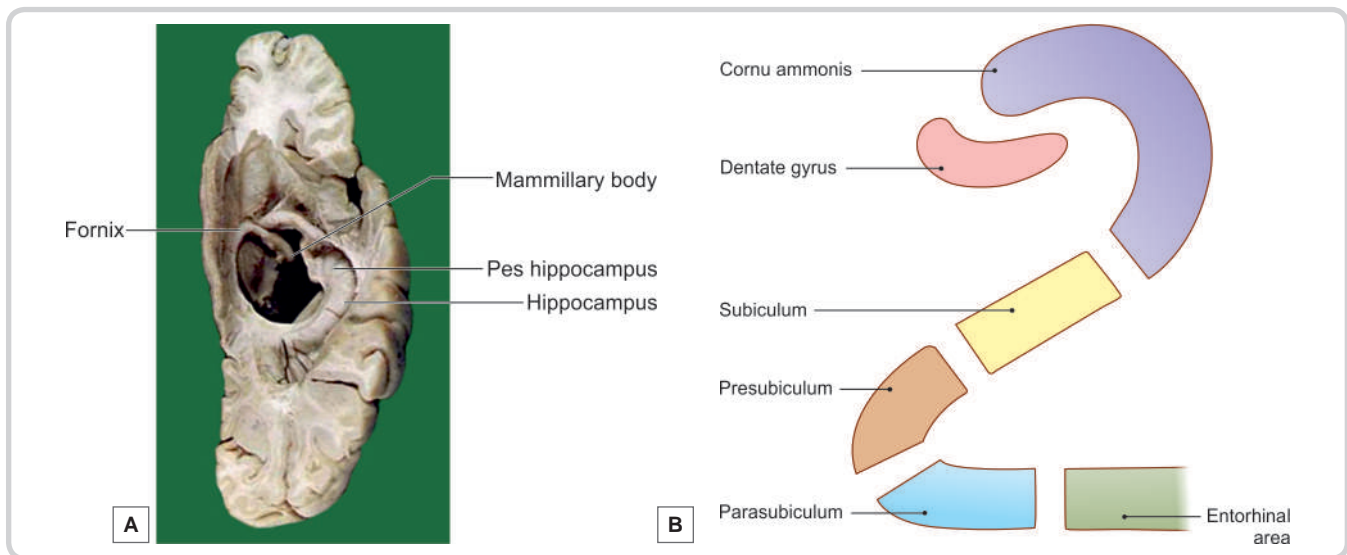 Fornix
Mammillary body
Pes hippocampus
Hippocampus
A
Cornu ammonis
Dentate gyrus
Subiculum
Presubiculum
Parasubiculum
Entorhinal
area
B